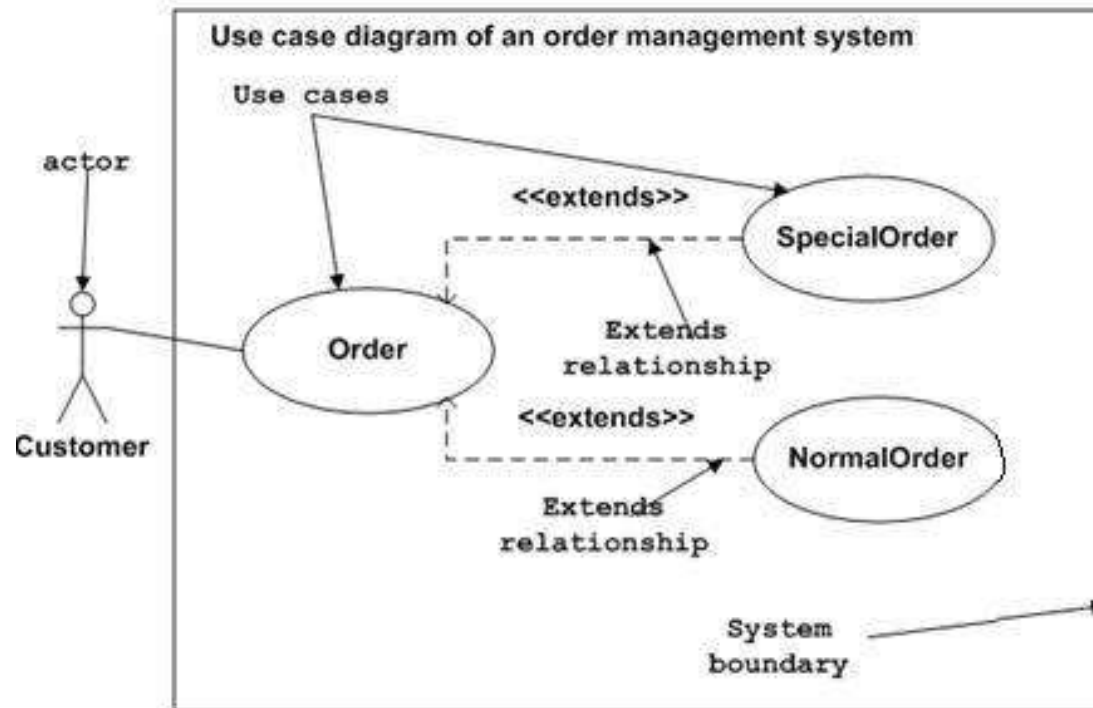 Use case diagram of an order management system
Use cases
actor
<<extends>>
SpecialOrder
Extends
relationship
Order
<<extends>>
Customer
NormalOrder
Extends
relationship
System
boundary